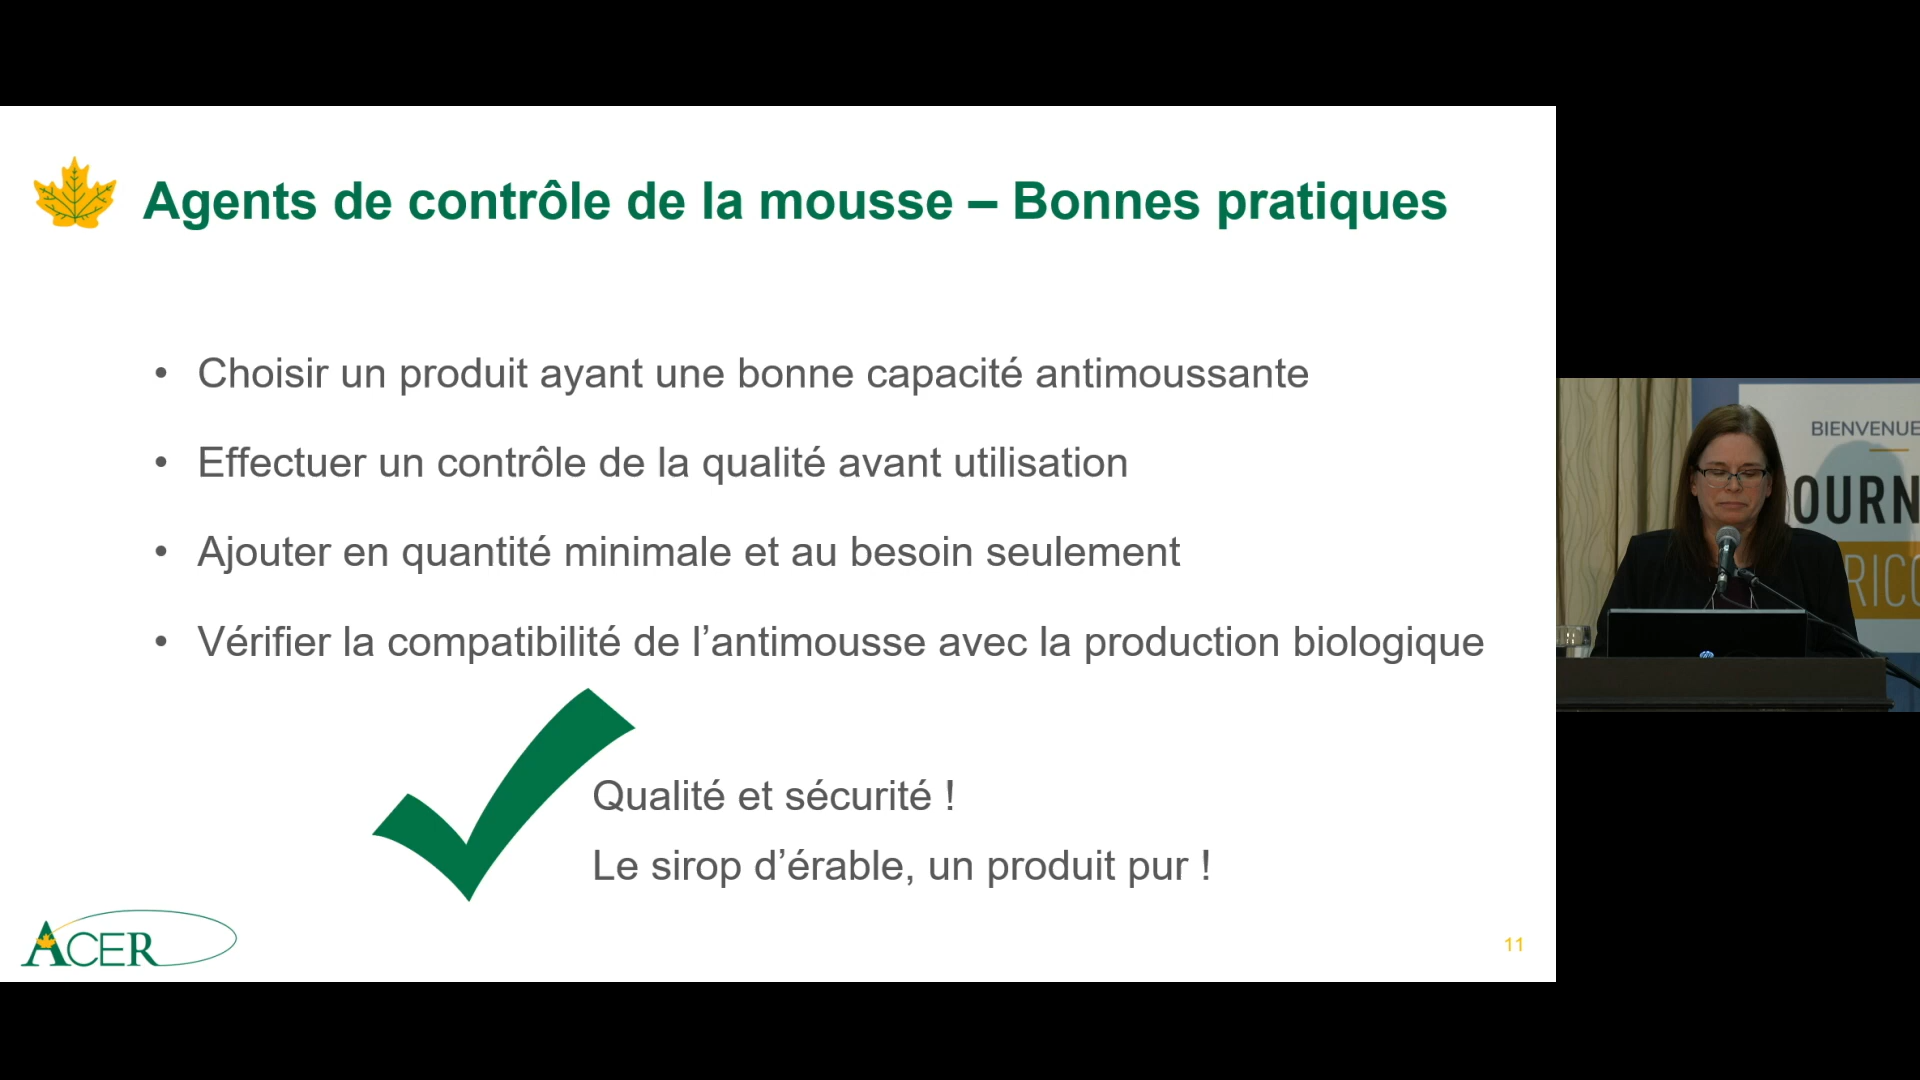 Agents de contrôle de la mousse – Bonnes pratiques
• Choisir un produit ayant une bonne capacité antimoussante
• Effectuer un contrôle de la qualité avant utilisation
• Ajouter en quantité minimale et au besoin seulement
• Vérifier la compatibilité de l’antimousse avec la production biologique
Qualité et sécurité !
Le sirop d’érable, un produit pur !
ACER
11
BIENVENUE
OURN
RICO